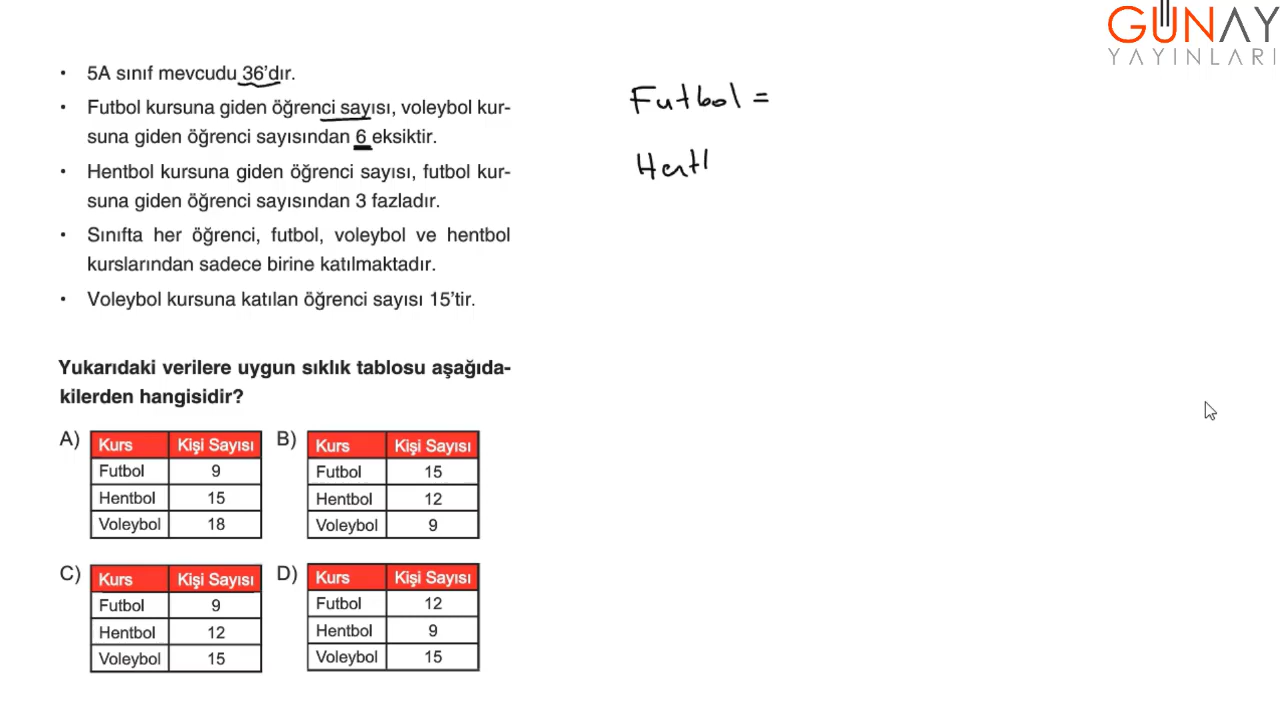 GÜNAY
YAYINLARI
• 5A sınıf mevcudu 36'dır.
• Futbol kursuna giden öğrenci sayısı, voleybol kur-
suna giden öğrenci sayısından 6 eksiktir.
• Hentbol kursuna giden öğrenci sayısı, futbol kur-
suna giden öğrenci sayısından 3 fazladır.
• Sınıfta her öğrenci, futbol, voleybol ve hentbol
kurslarından sadece birine katılmaktadır.
• Voleybol kursuna katılan öğrenci sayısı 15'tir.
Futbol =
Yukarıdaki verilere uygun sıklık tablosu aşağıda-
kilerden hangisidir?
A)
Kurs Kişi Sayısı
Futbol 9
Hentbol 15
Voleybol 18
B)
Kurs Kişi Sayısı
Futbol 15
Hentbol 12
Voleybol 9
C)
Kurs Kişi Sayısı
Futbol 9
Hentbol 12
Voleybol 15
D)
Kurs Kişi Sayısı
Futbol 12
Hentbol 9
Voleybol 15